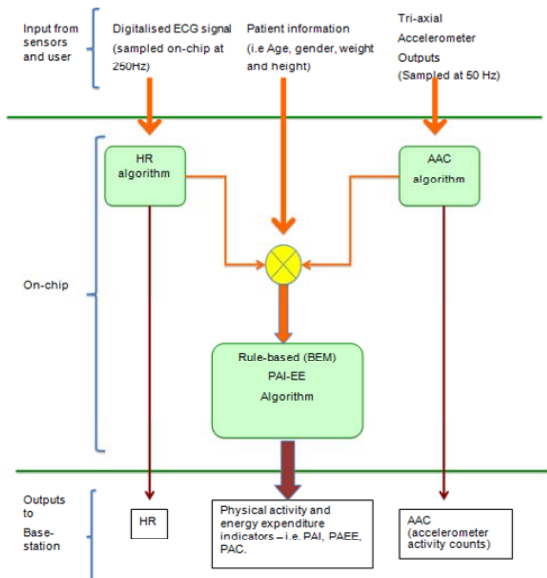 Input from
sensors
and user
Digitalised ECG signal
(sampled on-chip at
250Hz)
Patient information
(i.e Age, gender, weight
and height)
Tri-axial
Accelerometer
Outputs
(Sampled at 50 Hz)
HR
algorithm
AAC
algorithm
On-chip
Rule-based (BEM)
PAI-EE
Algorithm
Outputs
to
Base-
station
HR
Physical activity and
energy expenditure
indicators – i.e. PAI, PAEE,
PAC.
AAC
(accelerometer
activity counts)